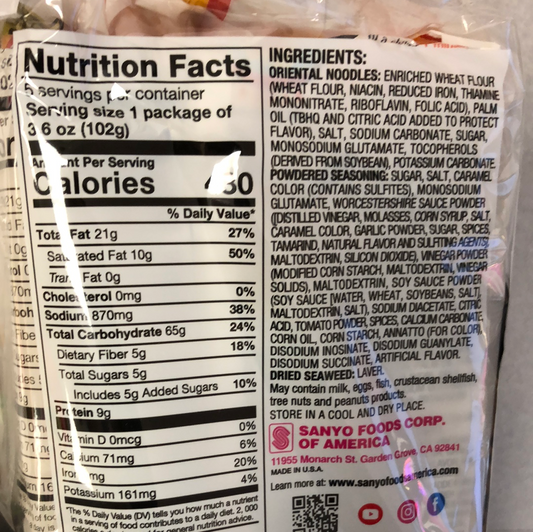 Nutrition Facts
servings per container
Serving size 1 package of
3.6 oz (102g)
Per Serving
Calories
% Daily Value*
Total Fat 21g 27%
Saturated Fat 10g 50%
Trans Fat 0g
Cholesterol 0mg 0%
Sodium 870mg 38%
Total Carbohydrate 65g 24%
Dietary Fiber 5g 18%
Total Sugars 5g
Includes 5g Added Sugars 10%
Protein 9g
Vitamin D 0mcg 0%
Calcium 71mg 6%
Iron 20%
Potassium 161mg 4%
*The % Daily Value (DV) tells you how much a nutrient
in a serving of food contributes to a daily diet. 2,000
general nutrition advice.
INGREDIENTS:
ORIENTAL NOODLES: ENRICHED WHEAT FLOUR
(WHEAT FLOUR, NIACIN, REDUCED IRON, THIAMINE
MONONITRATE, RIBOFLAVIN, FOLIC ACID), PALM
OIL (TBHQ AND CITRIC ACID ADDED TO PROTECT
FLAVOR), SALT, SODIUM CARBONATE, SUGAR,
MONOSODIUM GLUTAMATE, TOCOPHEROLS
(DERIVED FROM SOYBEAN), POTASSIUM CARBONATE.
POWDERED SEASONING: SUGAR, SALT, CARAMEL
COLOR (CONTAINS SULFITES), MONOSODIUM
GLUTAMATE, WORCESTERSHIRE SAUCE POWDER
([DISTILLED VINEGAR, MOLASSES, CORN SYRUP, SALT,
CARAMEL COLOR, GARLIC POWDER, SUGAR, SPICES,
TAMARIND, NATURAL FLAVOR AND SULFITING AGENTS],
MALTODEXTRIN, SILICON DIOXIDE), VINEGAR POWDER
(MODIFIED CORN STARCH, MALTODEXTRIN, VINEGAR
SOLIDS), MALTODEXTRIN, SOY SAUCE POWDER
(SOY SAUCE [WATER, WHEAT, SOYBEANS, SALT],
MALTODEXTRIN, SALT), SODIUM DIACETATE, CITRIC
ACID, TOMATO POWDER, SPICES, CALCIUM CARBONATE,
CORN OIL, CORN STARCH, ANNATTO (FOR COLOR),
DISODIUM INOSINATE, DISODIUM GUANYLATE,
DISODIUM SUCCINATE, ARTIFICIAL FLAVOR.
DRIED SEAWEED: LAVER.
May contain milk, eggs, fish, crustacean shellfish,
tree nuts and peanuts products.
STORE IN A COOL AND DRY PLACE.
SANYO FOODS CORP.
OF AMERICA
11955 Monarch St. Garden Grove, CA 92841
MADE IN U.S.A.
Learn more at: www.sanyofoodsamerica.com